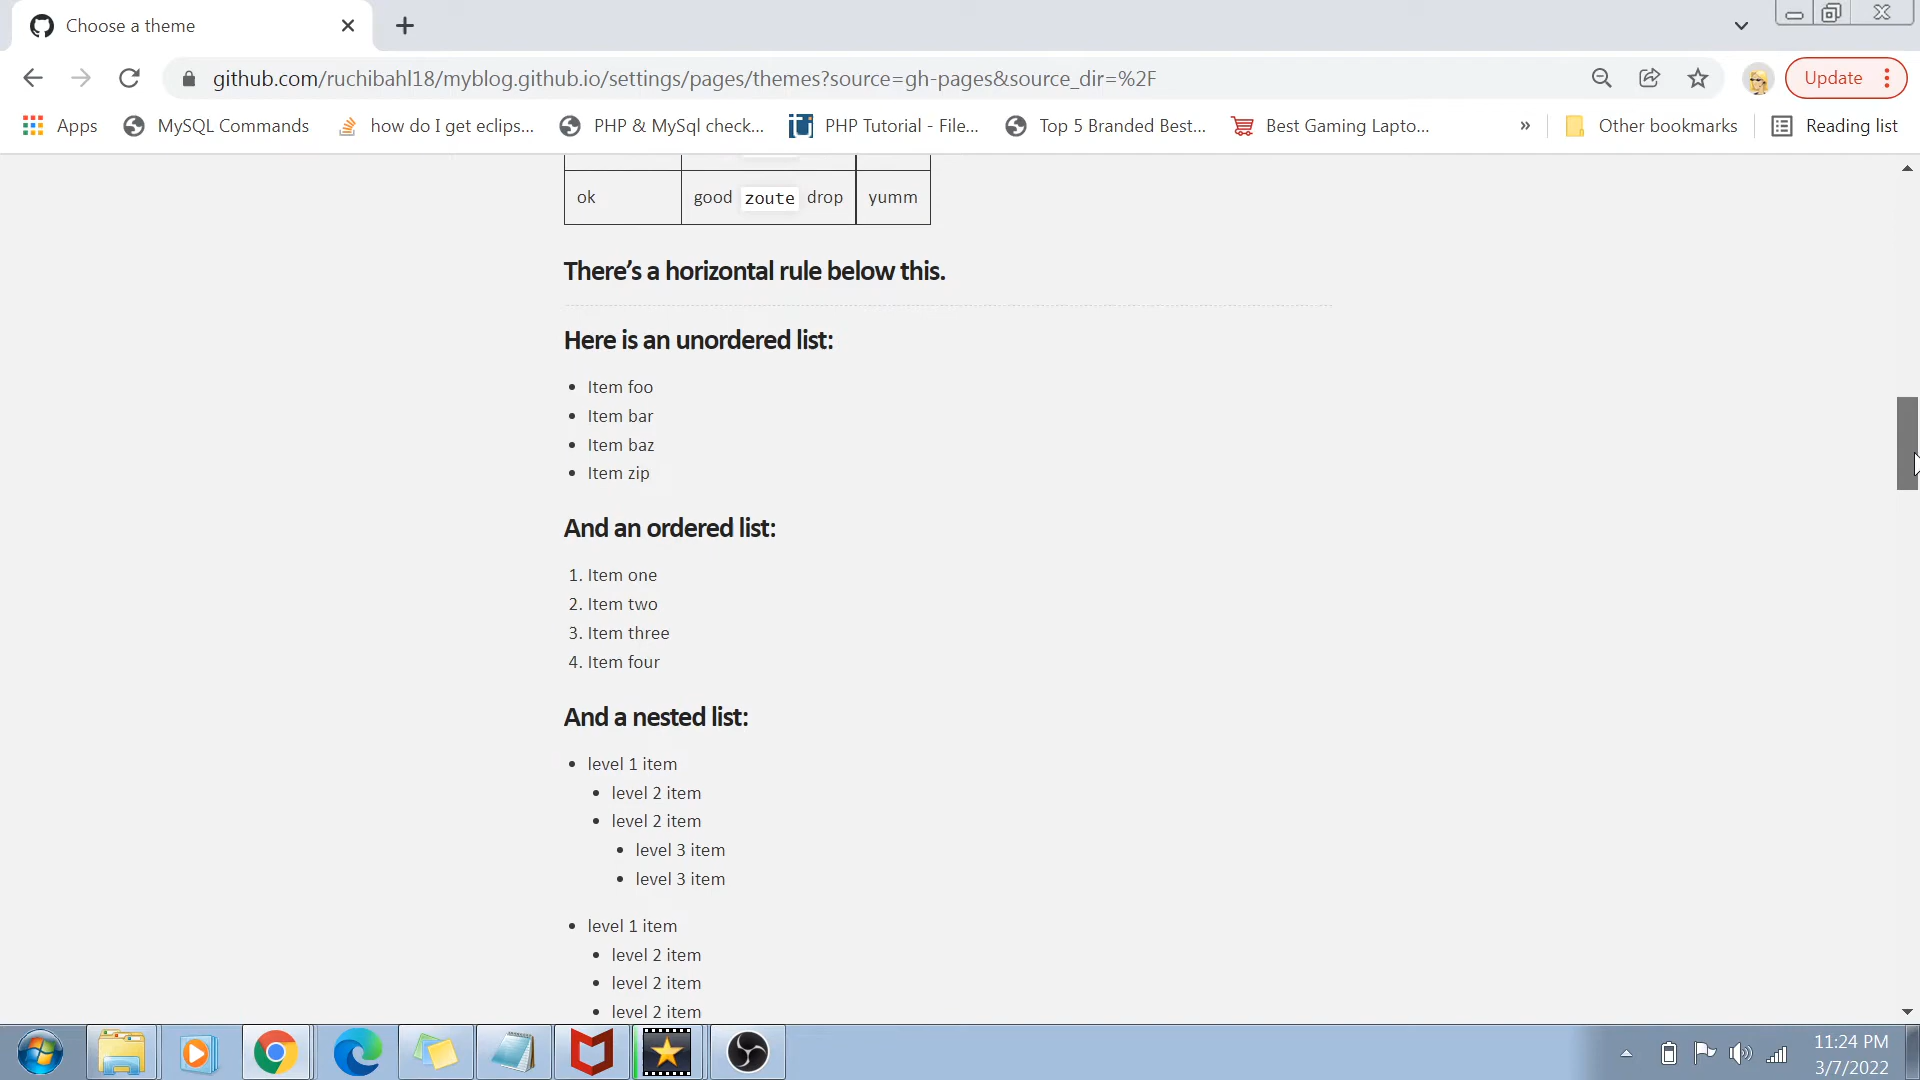 Choose a theme
github.com/ruchibahl18/myblog.github.io/settings/pages/themes?source=gh-pages&source_dir=%2F
Update
Apps
MySQL Commands
how do I get eclips...
PHP & MySql check...
PHP Tutorial - File...
Top 5 Branded Best...
Best Gaming Lapto...
»
Other bookmarks
Reading list
ok good zoute drop yumm
There’s a horizontal rule below this.
Here is an unordered list:
• Item foo
• Item bar
• Item baz
• Item zip
And an ordered list:
1. Item one
2. Item two
3. Item three
4. Item four
And a nested list:
• level 1 item
• level 2 item
• level 2 item
• level 3 item
• level 3 item
• level 1 item
• level 2 item
• level 2 item
• level 2 item
11:24 PM
3/7/2022